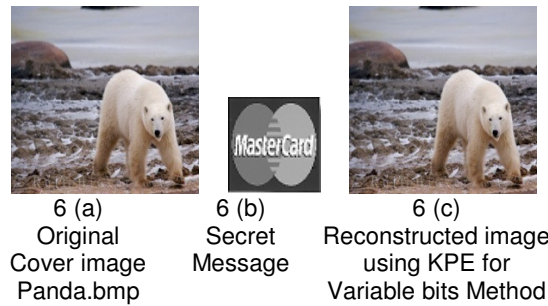 MasterCard
6 (a)
Original
Cover image
Panda.bmp
6 (b)
Secret
Message
6 (c)
Reconstructed image
using KPE for
Variable bits Method